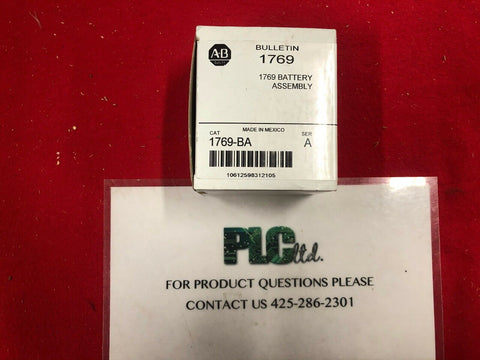 A-B
BULLETIN
1769
1769 BATTERY
ASSEMBLY
MADE IN MEXICO
CAT SER
1769-BA A
10612598312105
PLC ltd.
FOR PRODUCT QUESTIONS PLEASE
CONTACT US 425-286-2301